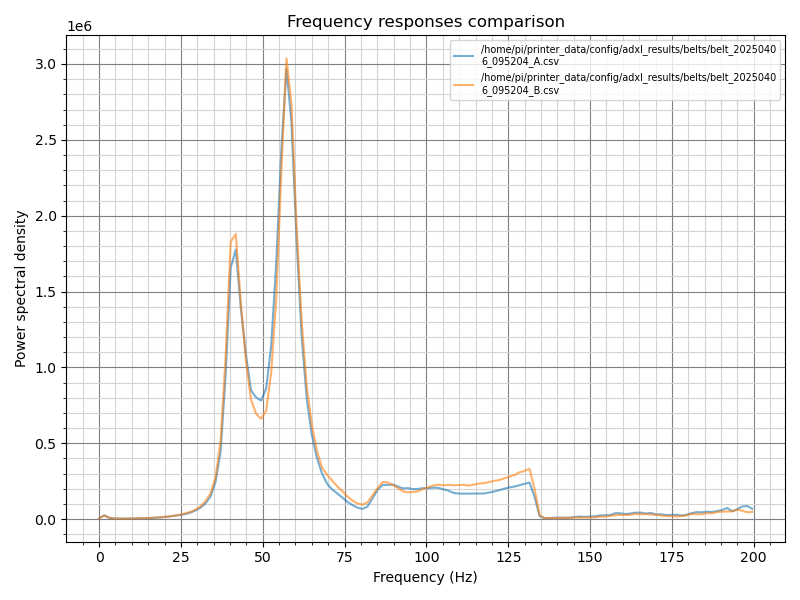 Frequency responses comparison
1e6
/home/pi/printer_data/config/adxl_results/belts/belt_2025040
6_095204_A.csv
/home/pi/printer_data/config/adxl_results/belts/belt_2025040
6_095204_B.csv
3.0
2.5
2.0
1.5
1.0
0.5
0.0
Power spectral density
0 25 50 75 100 125 150 175 200
Frequency (Hz)